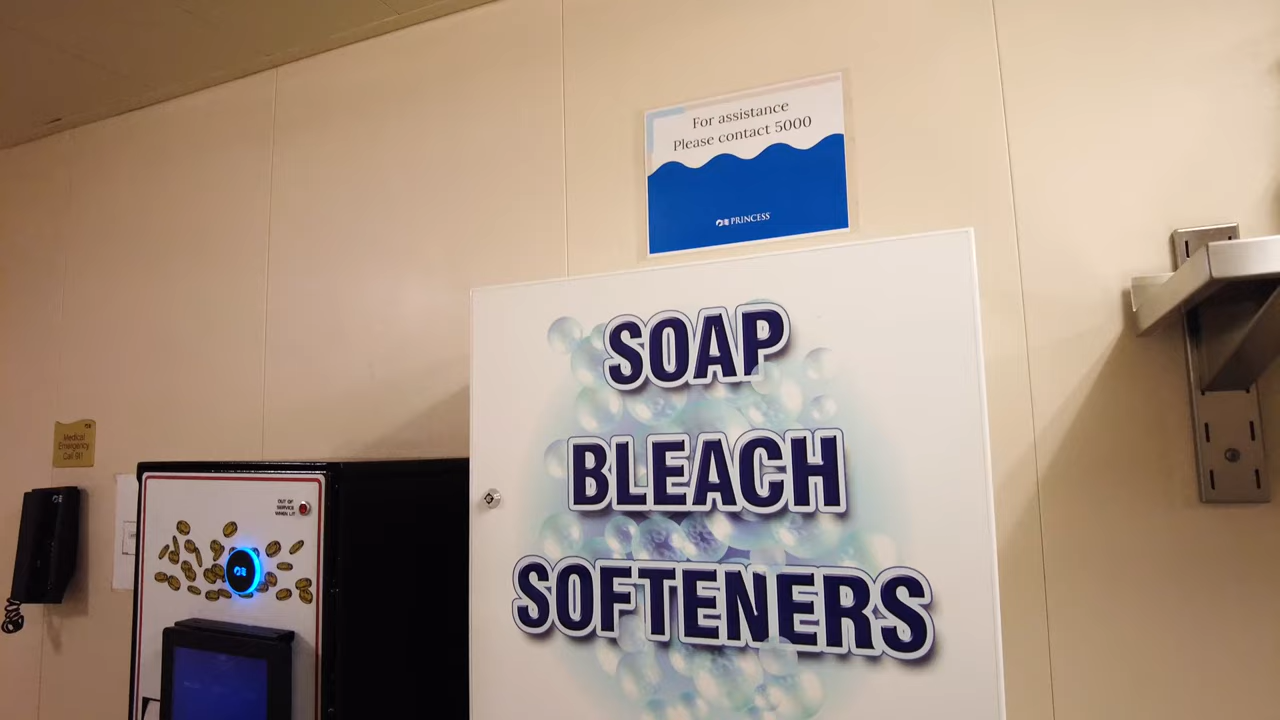 For assistance
Please contact 5000
PRINCESS
SOAP
BLEACH
SOFTENERS
Medical
Emergency
Call 911
OUT OF
SERVICE
WHEN LIT